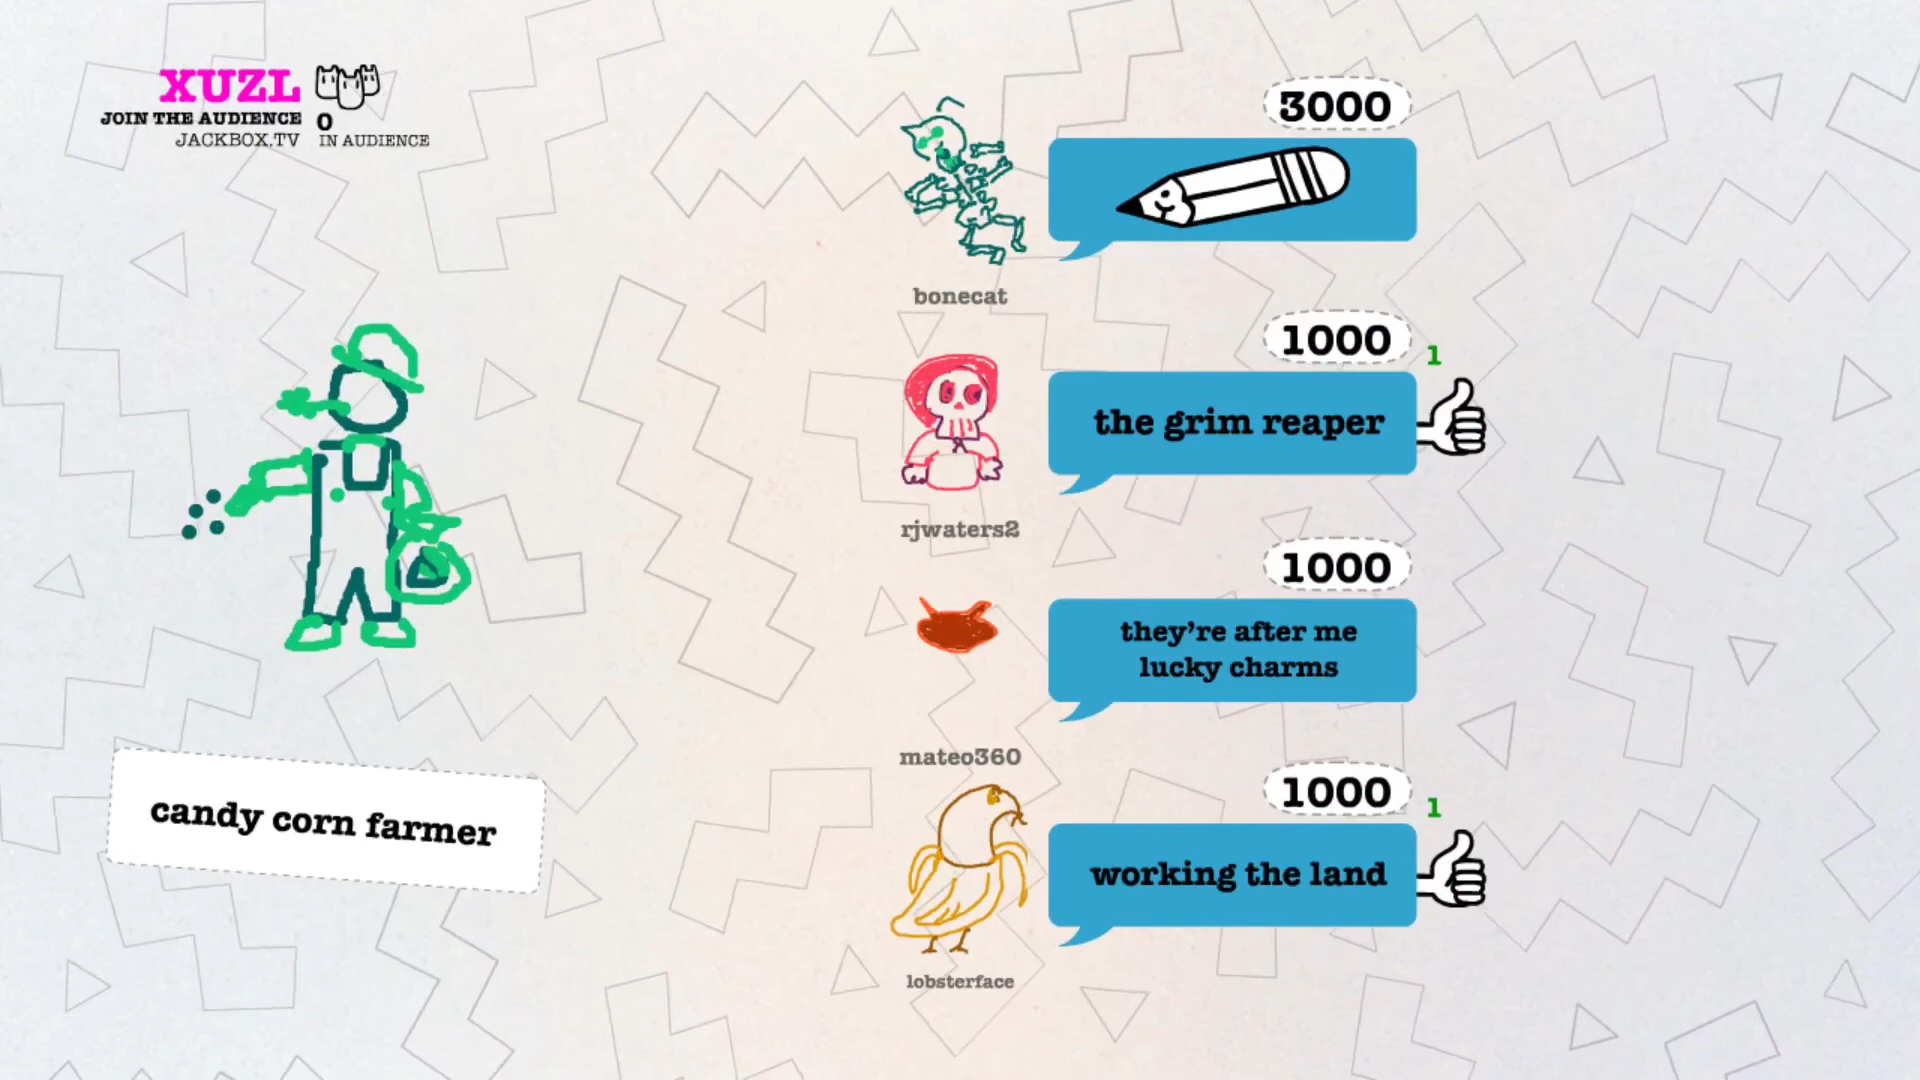 XUZL
JOIN THE AUDIENCE
JACKBOX.TV
0
IN AUDIENCE
candy corn farmer
3000
bonecat
1000
1
the grim reaper
rjwaters2
1000
they're after me
lucky charms
mateo360
1000
1
working the land
lobsterface